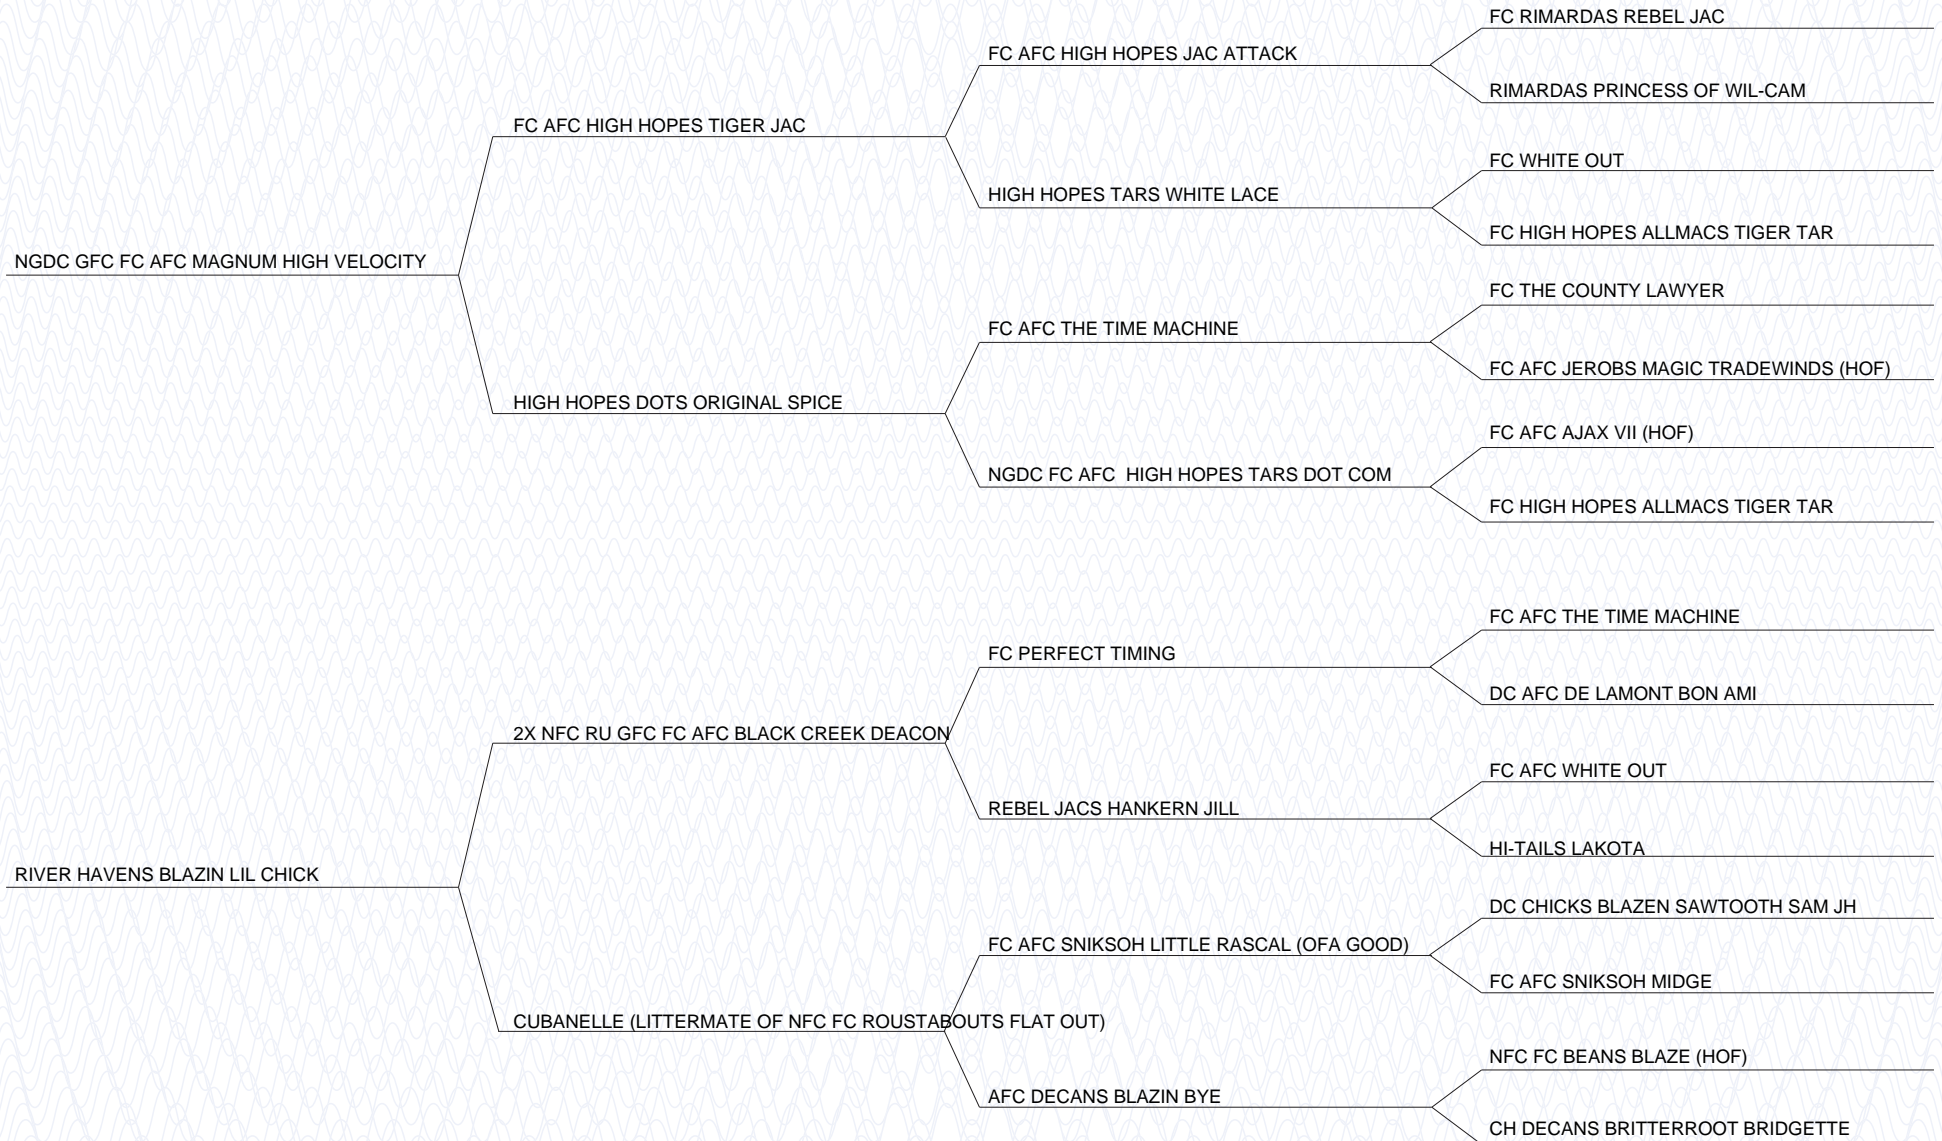 FC RIMARDAS REBEL JAC
FC AFC HIGH HOPES JAC ATTACK
RIMARDAS PRINCESS OF WIL-CAM
FC AFC HIGH HOPES TIGER JAC
FC WHITE OUT
HIGH HOPES TARS WHITE LACE
FC HIGH HOPES ALLMACS TIGER TAR
NGDC GFC FC AFC MAGNUM HIGH VELOCITY
FC THE COUNTY LAWYER
FC AFC THE TIME MACHINE
FC AFC JEROBS MAGIC TRADEWINDS (HOF)
HIGH HOPES DOTS ORIGINAL SPICE
FC AFC AJAX VII (HOF)
NGDC FC AFC  HIGH HOPES TARS DOT COM
FC HIGH HOPES ALLMACS TIGER TAR
FC AFC THE TIME MACHINE
FC PERFECT TIMING
DC AFC DE LAMONT BON AMI
2X NFC RU GFC FC AFC BLACK CREEK DEACON
FC AFC WHITE OUT
REBEL JACS HANKERN JILL
HI-TAILS LAKOTA
RIVER HAVENS BLAZIN LIL CHICK
DC CHICKS BLAZEN SAWTOOTH SAM JH
FC AFC SNIKSOH LITTLE RASCAL (OFA GOOD)
FC AFC SNIKSOH MIDGE
CUBANELLE (LITTERMATE OF NFC FC ROUSTABOUTS FLAT OUT)
NFC FC BEANS BLAZE (HOF)
AFC DECANS BLAZIN BYE
CH DECANS BRITTERROOT BRIDGETTE